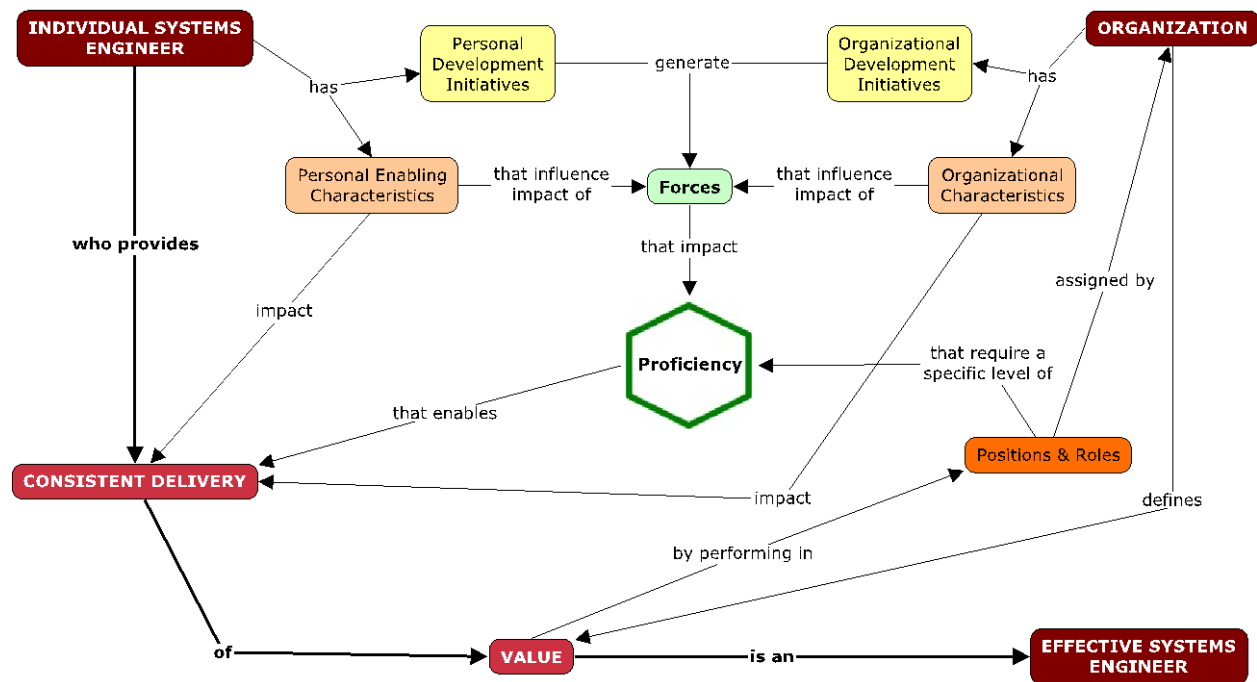 INDIVIDUAL SYSTEMS
ENGINEER
Personal
Development
Initiatives
generate
Organizational
Development
Initiatives
ORGANIZATION
has
has
Personal Enabling
Characteristics
that influence
impact of
Forces
that influence
impact of
Organizational
Characteristics
who provides
that impact
impact
assigned by
Proficiency
that require a
specific level of
that enables
Positions & Roles
CONSISTENT DELIVERY
impact
defines
by performing in
of
VALUE
is an
EFFECTIVE SYSTEMS
ENGINEER